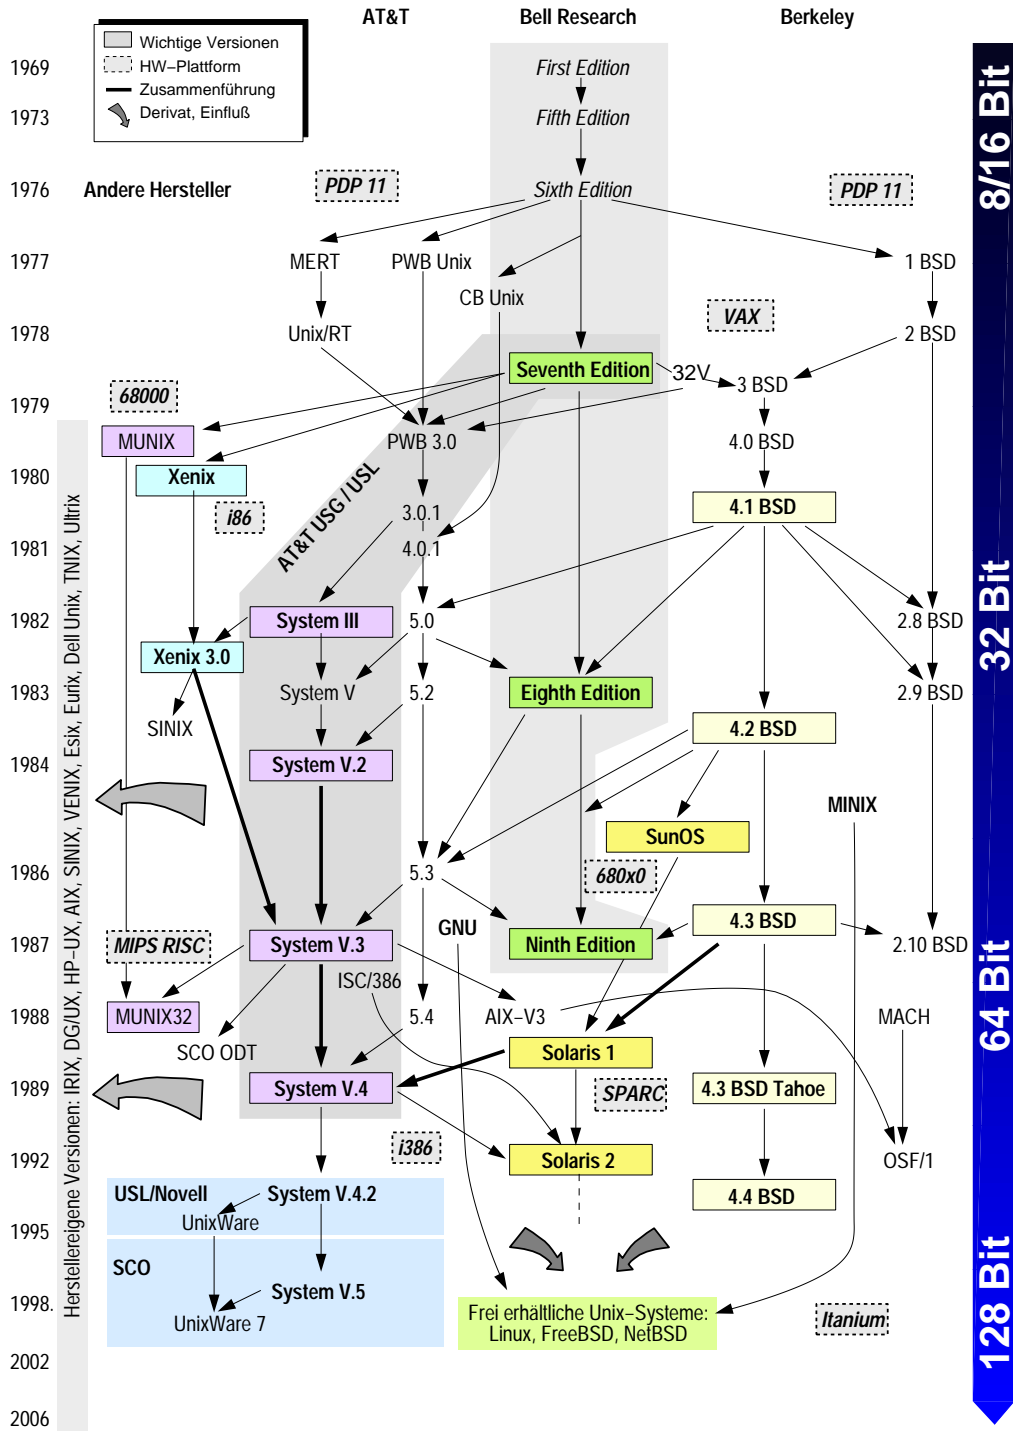 AT&T
Bell Research
Berkeley
Wichtige Versionen
HW−Plattform
Zusammenführung
Derivat, Einfluß
1969
First Edition
1973
Fifth Edition
1976
Andere Hersteller
PDP 11
Sixth Edition
PDP 11
1977
MERT
PWB Unix
1 BSD
CB Unix
1978
Unix/RT
VAX
2 BSD
Seventh Edition
32V
3 BSD
1979
68000
MUNIX
PWB 3.0
4.0 BSD
1980
Xenix
AT&T USG / USL
i86
3.0.1
4.1 BSD
1981
4.0.1
1982
System III
5.0
2.8 BSD
Xenix 3.0
1983
System V
5.2
Eighth Edition
2.9 BSD
SINIX
4.2 BSD
1984
System V.2
MINIX
SunOS
1986
5.3
680x0
4.3 BSD
GNU
1987
MIPS RISC
System V.3
Ninth Edition
2.10 BSD
ISC/386
1988
MUNIX32
5.4
AIX−V3
MACH
SCO ODT
Solaris 1
1989
System V.4
SPARC
4.3 BSD Tahoe
i386
1992
Solaris 2
OSF/1
USL/Novell
System V.4.2
4.4 BSD
UnixWare
1995
SCO
System V.5
1998.
UnixWare 7
Frei erhältliche Unix−Systeme:
Linux, FreeBSD, NetBSD
Itanium
2002
2006
Herstellereigene Versionen: IRIX, DG/UX, HP−UX, AIX, SINIX, VENIX, Esix, Eurix, Dell Unix, TNIX, Ultrix
8/16 Bit
32 Bit
64 Bit
128 Bit